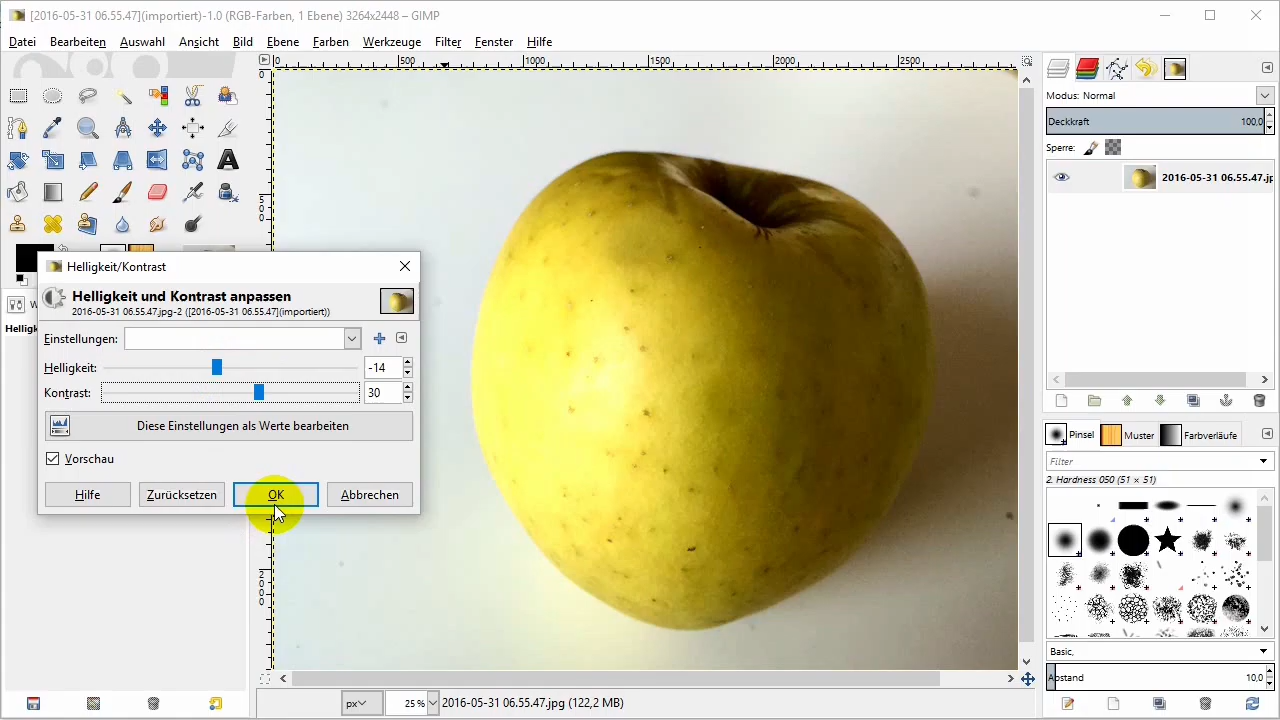 [2016-05-31 06.55.47](importiert)-1.0 (RGB-Farben, 1 Ebene) 3264x2448 – GIMP
Datei Bearbeiten Auswahl Ansicht Bild Ebene Farben Werkzeuge Filter Fenster Hilfe
0 500 1000 1500 2000 2500
0
500
2000
Modus: Normal
Deckkraft 100,0
Sperre:
2016-05-31 06.55.47.jp
Helligkeit/Kontrast
Helligkeit und Kontrast anpassen
2016-05-31 06.55.47.jpg-2 ([2016-05-31 06.55.47](importiert))
W
Helligk
Einstellungen:
Helligkeit: -14
Kontrast: 30
Diese Einstellungen als Werte bearbeiten
Vorschau
Hilfe Zurücksetzen OK Abbrechen
Pinsel Muster Farbverläufe
Filter
2. Hardness 050 (51 × 51)
Basic,
Abstand 10,0
px 25 % 2016-05-31 06.55.47.jpg (122,2 MB)